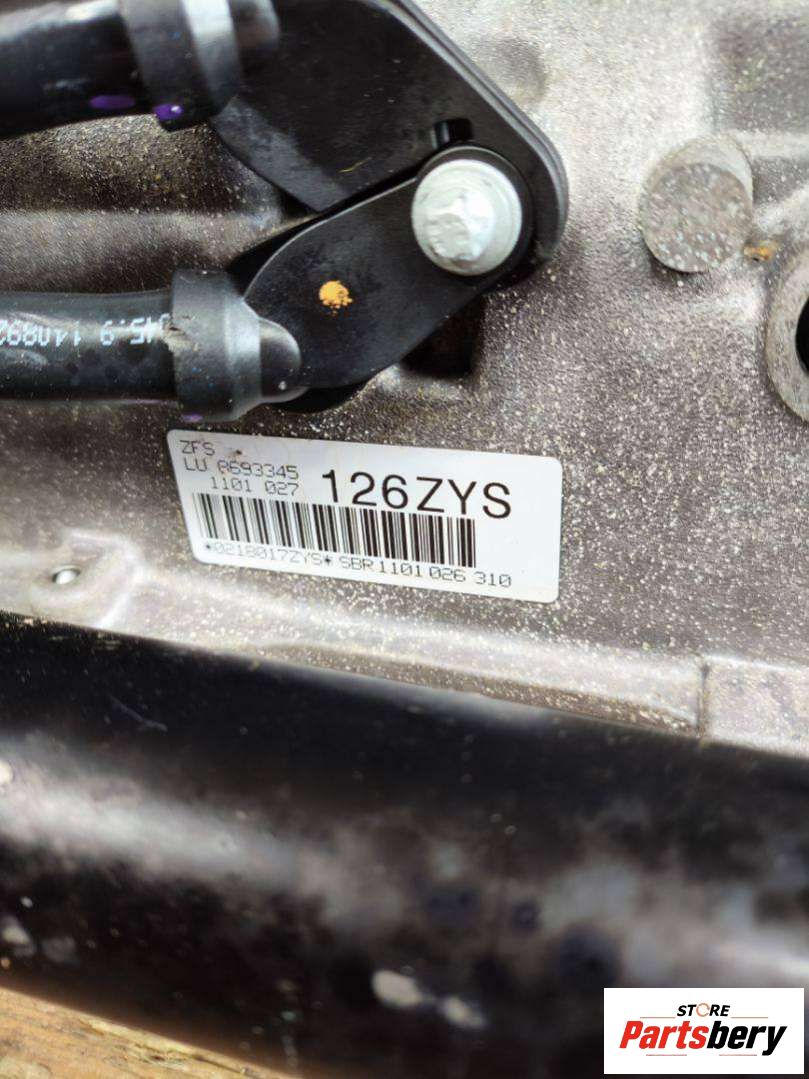 ZFS
LU A693345
1101 027
126ZYS
*0218017ZYS* SBR 1101 026 310
STORE
Partsbery